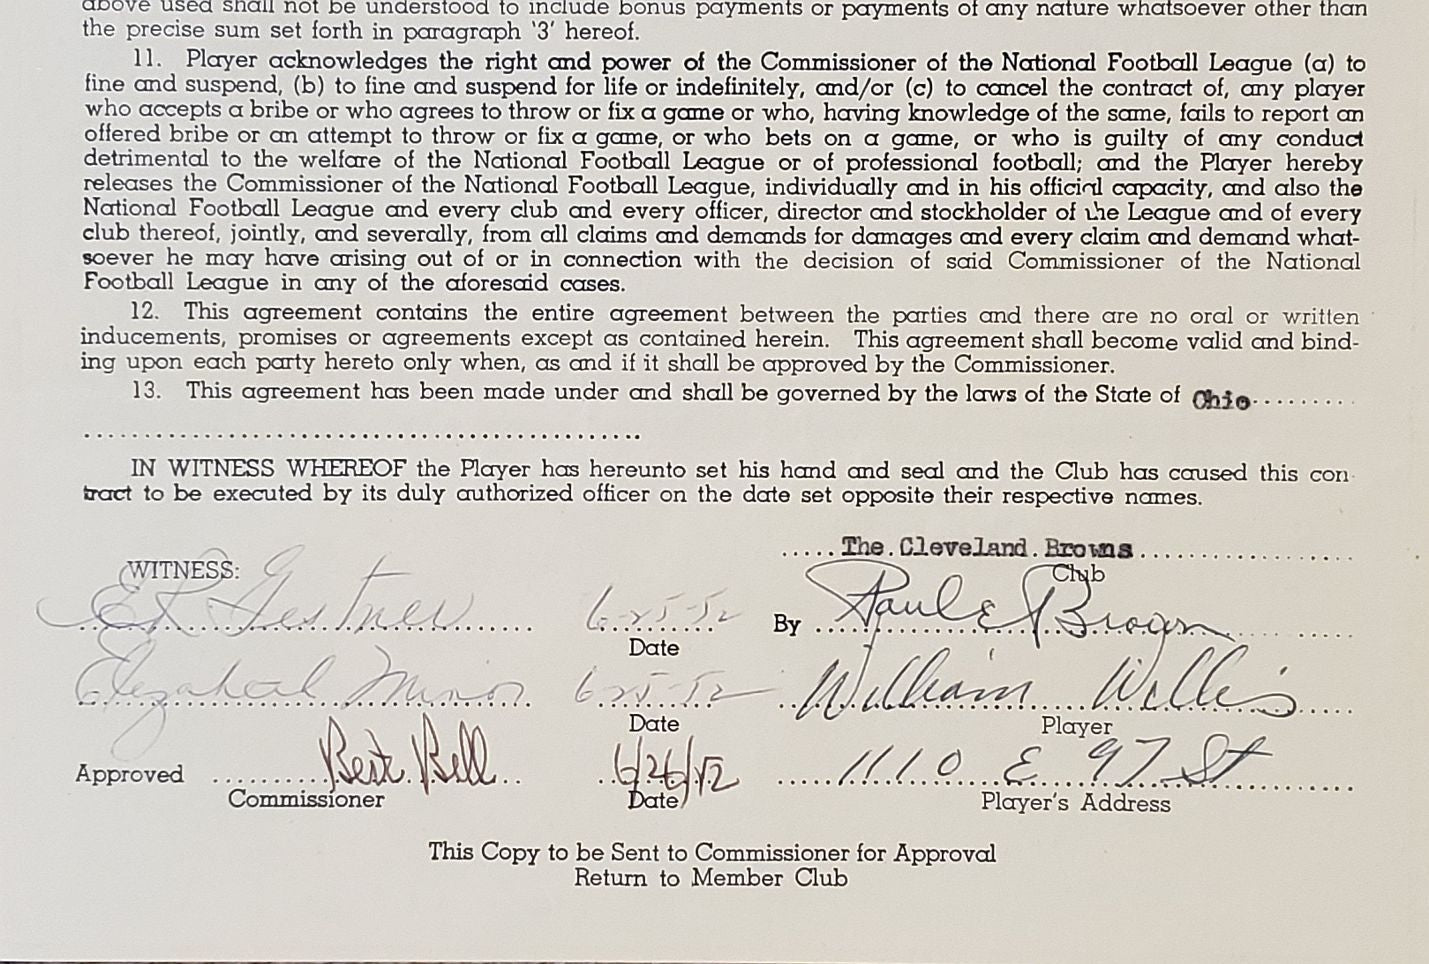 above used shall not be understood to include bonus payments or payments of any nature whatsoever other than
the precise sum set forth in paragraph '3' hereof.
11. Player acknowledges the right and power of the Commissioner of the National Football League (a) to
fine and suspend, (b) to fine and suspend for life or indefinitely, and/or (c) to cancel the contract of, any player
who accepts a bribe or who agrees to throw or fix a game or who, having knowledge of the same, fails to report an
offered bribe or an attempt to throw or fix a game, or who bets on a game, or who is guilty of any conduct
detrimental to the welfare of the National Football League or of professional football; and the Player hereby
releases the Commissioner of the National Football League, individually and in his official capacity, and also the
National Football League and every club and every officer, director and stockholder of the League and of every
club thereof, jointly, and severally, from all claims and demands for damages and every claim and demand what-
soever he may have arising out of or in connection with the decision of said Commissioner of the National
Football League in any of the aforesaid cases.
12. This agreement contains the entire agreement between the parties and there are no oral or written
inducements, promises or agreements except as contained herein. This agreement shall become valid and bind-
ing upon each party hereto only when, as and if it shall be approved by the Commissioner.
13. This agreement has been made under and shall be governed by the laws of the State of Ohio
IN WITNESS WHEREOF the Player has hereunto set his hand and seal and the Club has caused this con-
tract to be executed by its duly authorized officer on the date set opposite their respective names.
The Cleveland Browns
Club
WITNESS:
E R Gestner 6-25-52 By Paul E Brown
Date
Elizabeth Minor 6-25-52 William Willis
Date Player
Approved Bert Bell 6/26/52 1110 E 97 St
Commissioner Date Player's Address
This Copy to be Sent to Commissioner for Approval
Return to Member Club